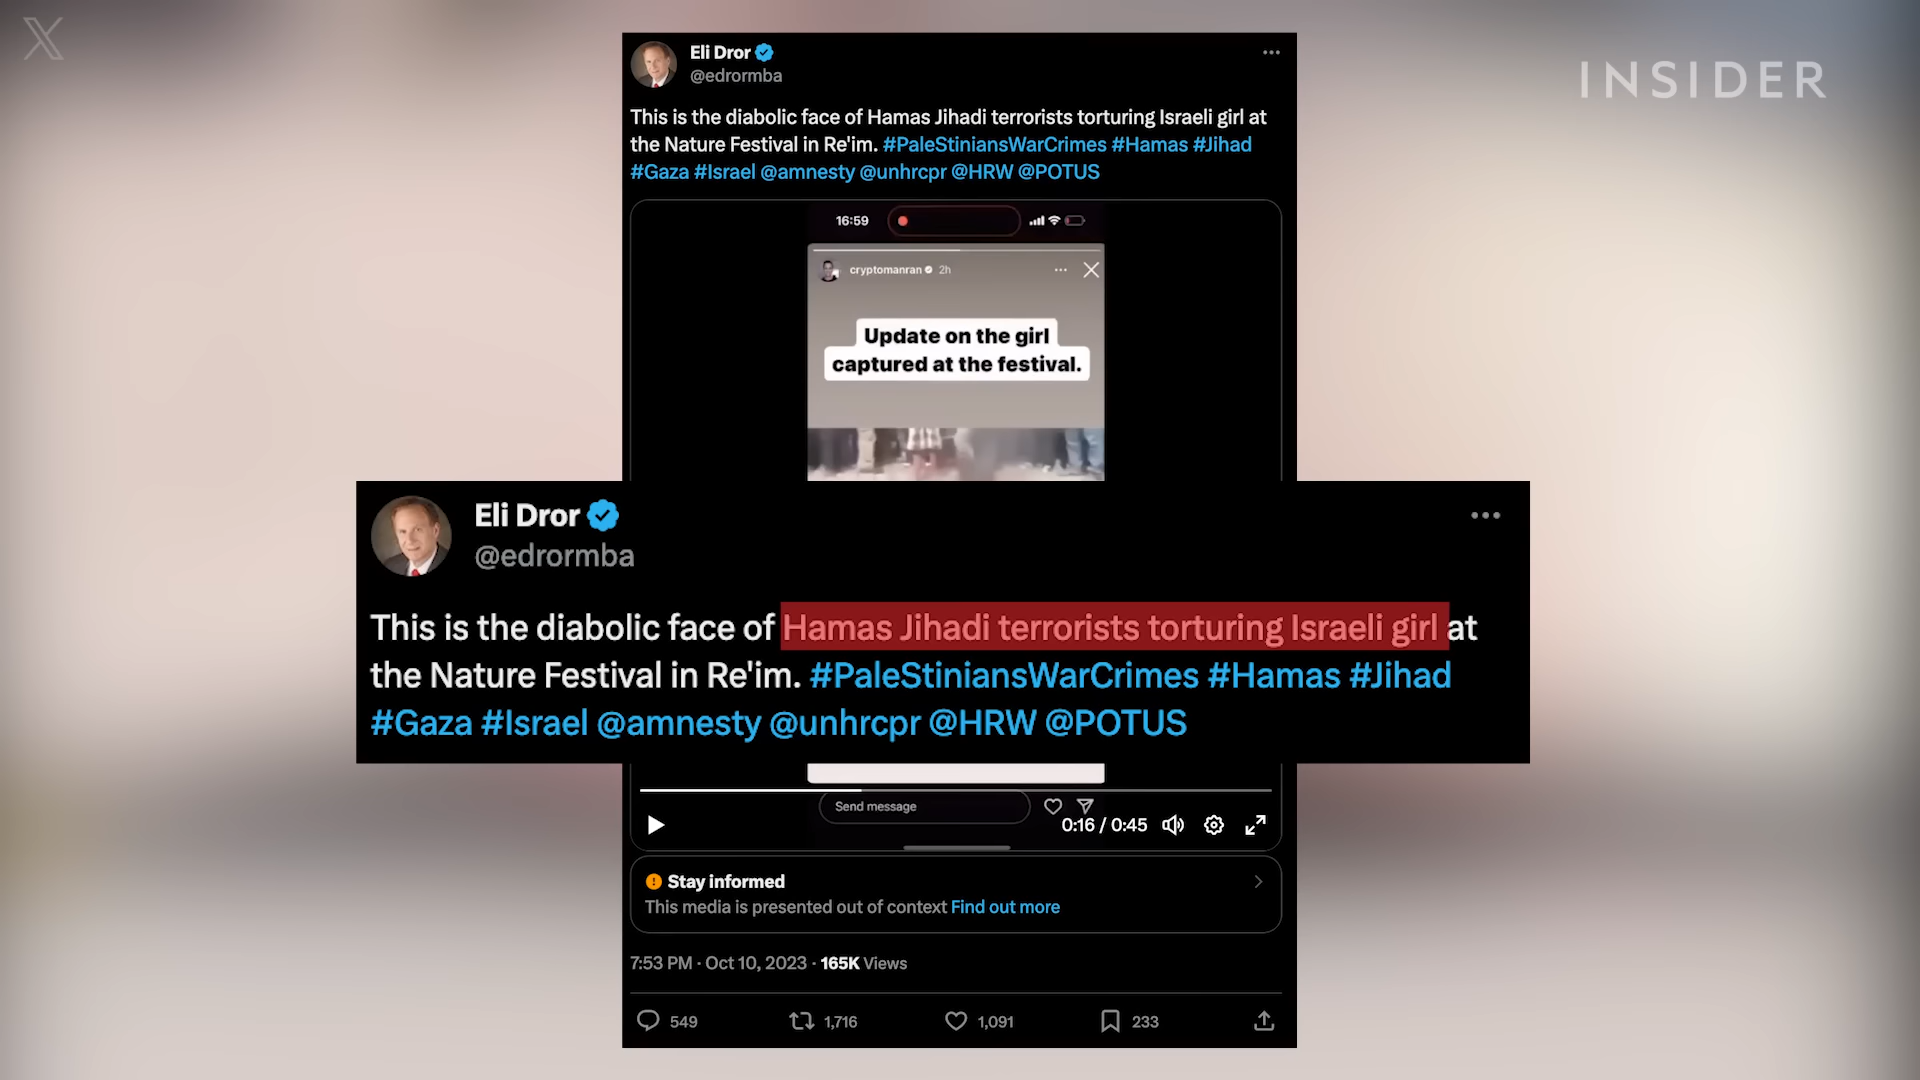 X
INSIDER
Eli Dror
@edrormba
This is the diabolic face of Hamas Jihadi terrorists torturing Israeli girl at
the Nature Festival in Re'im. #PaleStiniansWarCrimes #Hamas #Jihad
#Gaza #Israel @amnesty @unhrcpr @HRW @POTUS
16:59
cryptomanran 2h
Update on the girl
captured at the festival.
Eli Dror
@edrormba
This is the diabolic face of Hamas Jihadi terrorists torturing Israeli girl at
the Nature Festival in Re'im. #PaleStiniansWarCrimes #Hamas #Jihad
#Gaza #Israel @amnesty @unhrcpr @HRW @POTUS
Send message
0:16 / 0:45
Stay informed
This media is presented out of context Find out more
7:53 PM · Oct 10, 2023 · 165K Views
549 1,716 1,091 233